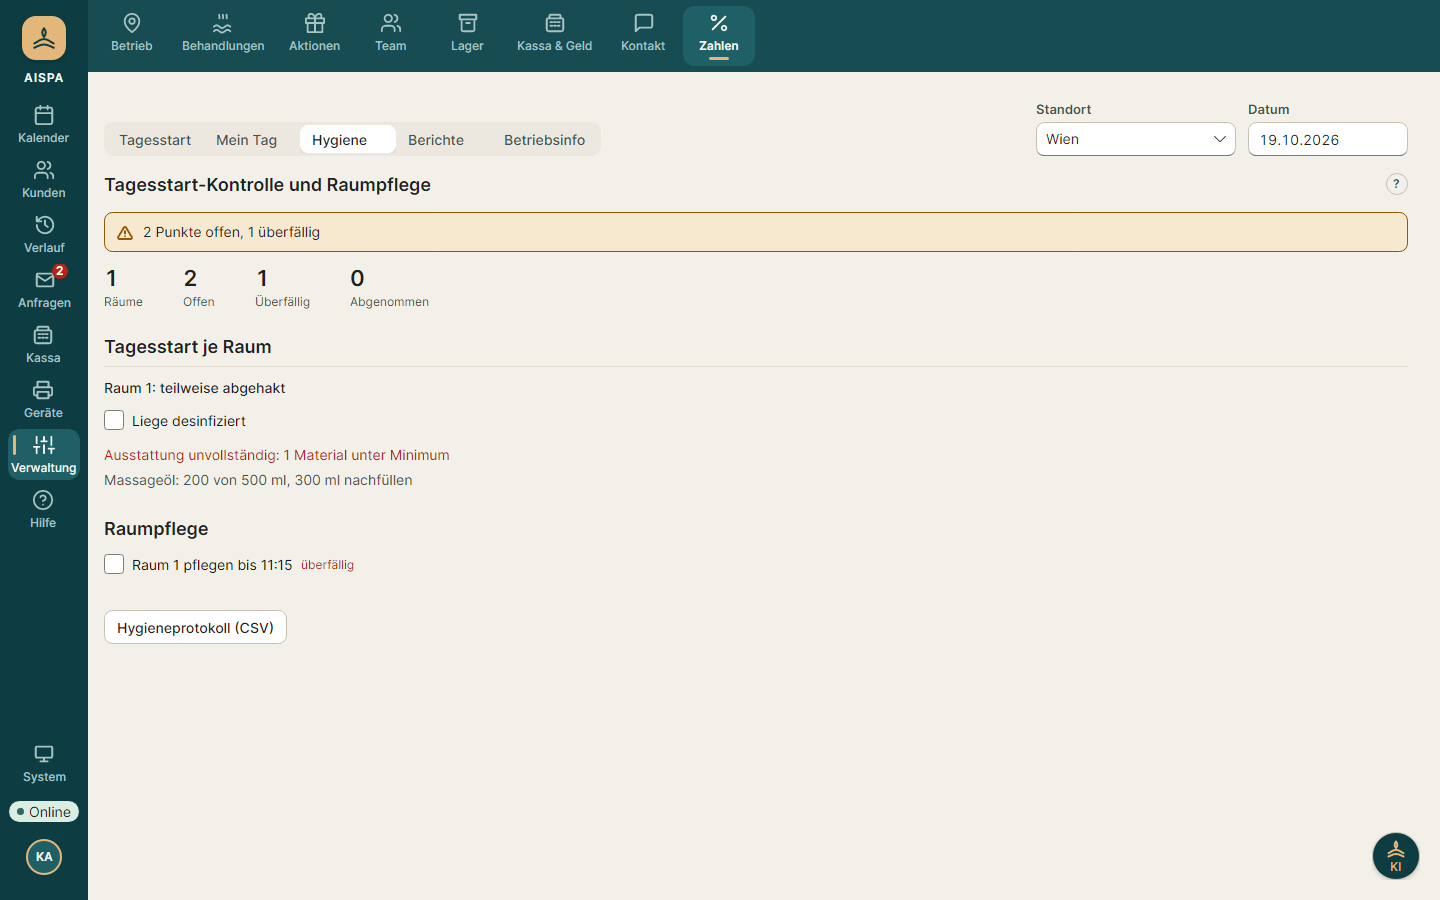 AISPA
Kalender
Kunden
Verlauf
Anfragen
2
Kassa
Geräte
Verwaltung
Hilfe
System
Online
KA
Betrieb
Behandlungen
Aktionen
Team
Lager
Kassa & Geld
Kontakt
Zahlen
Tagesstart
Mein Tag
Hygiene
Berichte
Betriebsinfo
Standort
Wien
Datum
19.10.2026
Tagesstart-Kontrolle und Raumpflege
?
2 Punkte offen, 1 überfällig
1
Räume
2
Offen
1
Überfällig
0
Abgenommen
Tagesstart je Raum
Raum 1: teilweise abgehakt
Liege desinfiziert
Ausstattung unvollständig: 1 Material unter Minimum
Massageöl: 200 von 500 ml, 300 ml nachfüllen
Raumpflege
Raum 1 pflegen bis 11:15 überfällig
Hygieneprotokoll (CSV)
KI